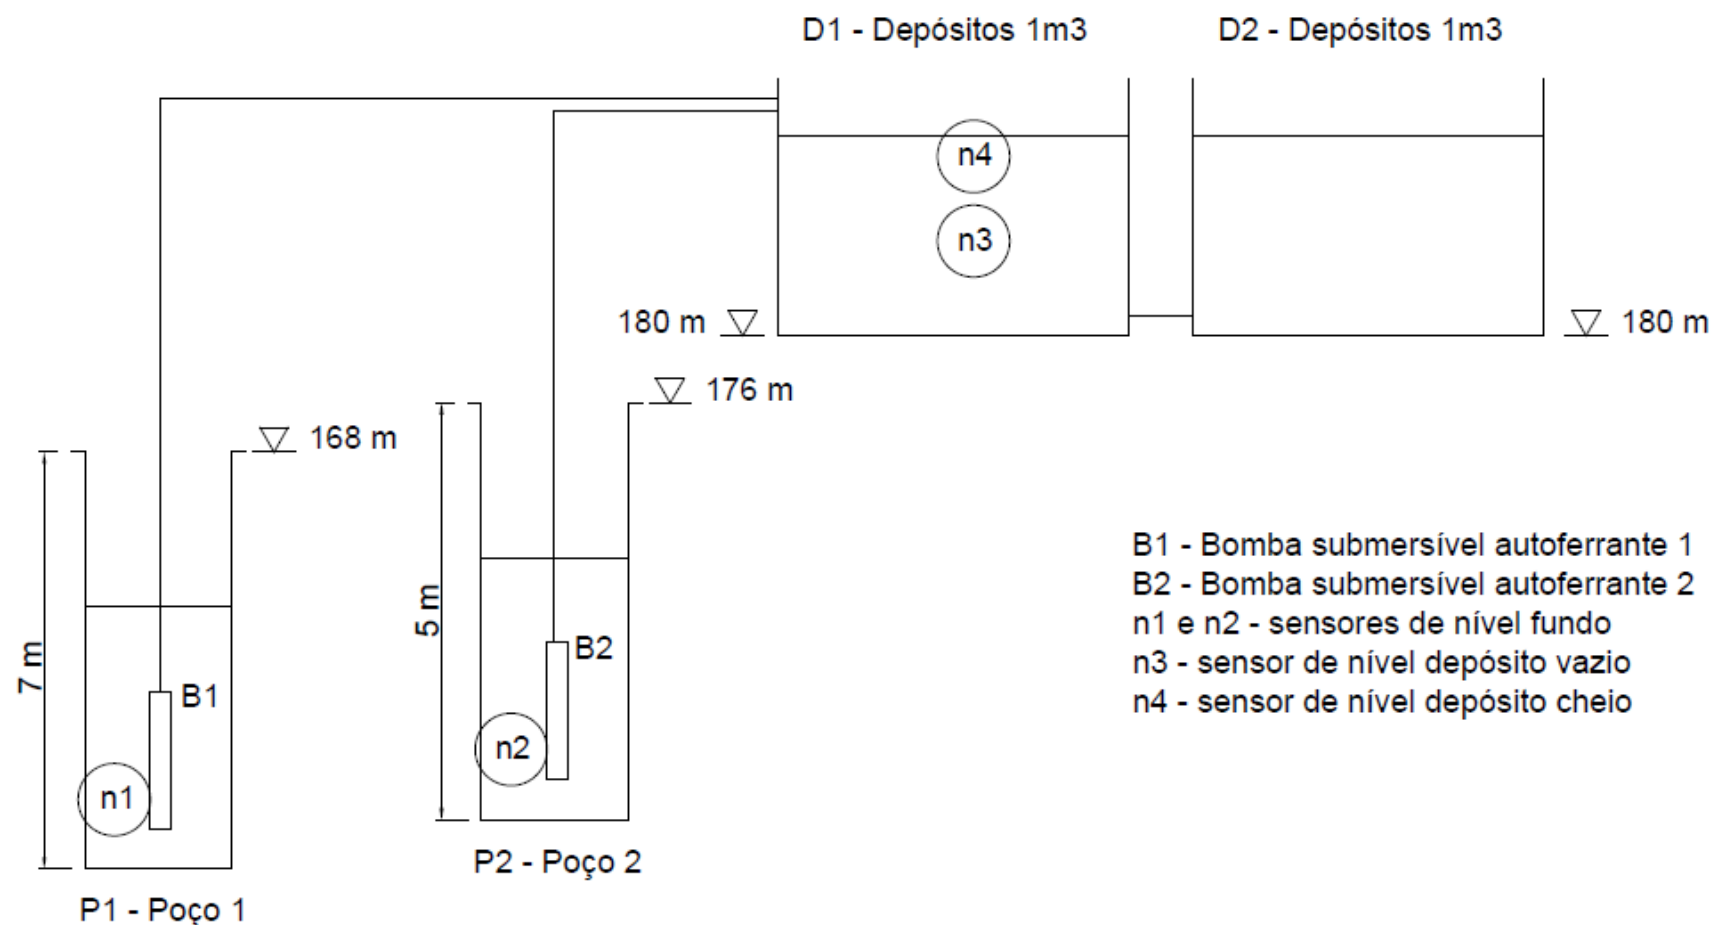 D1 - Depósitos 1m3
D2 - Depósitos 1m3
n4
n3
180 m
180 m
176 m
168 m
B1 - Bomba submersível autoferrante 1
B2 - Bomba submersível autoferrante 2
n1 e n2 - sensores de nível fundo
n3 - sensor de nível depósito vazio
n4 - sensor de nível depósito cheio
5 m
B2
7 m
B1
n2
n1
P2 - Poço 2
P1 - Poço 1